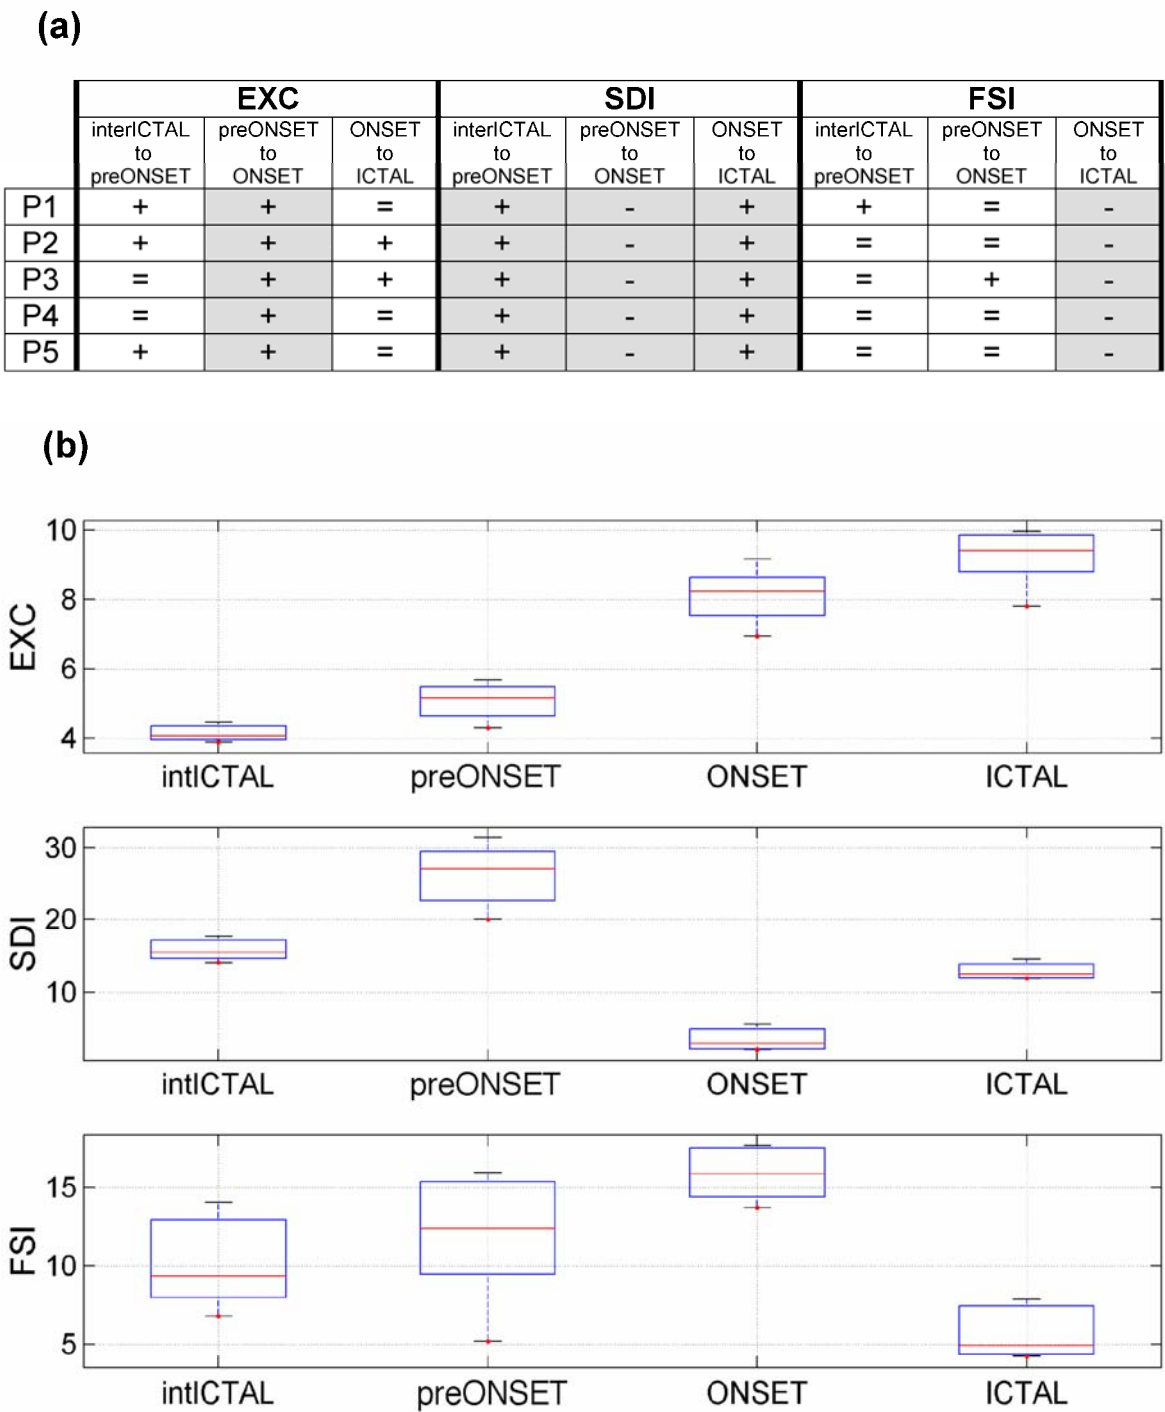 (a)
EXC SDI FSI
interICTAL preONSET ONSET interICTAL preONSET ONSET interICTAL preONSET ONSET
to to to to to to to to to
preONSET ONSET ICTAL preONSET ONSET ICTAL preONSET ONSET ICTAL
P1 + + = + - + + = -
P2 + + + + - + = = -
P3 = + + + - + = + -
P4 = + = + - + = = -
P5 + + = + - + = = -
(b)
10
8
6
4
EXC
intICTAL preONSET ONSET ICTAL
30
20
10
SDI
intICTAL preONSET ONSET ICTAL
15
10
5
FSI
intICTAL preONSET ONSET ICTAL